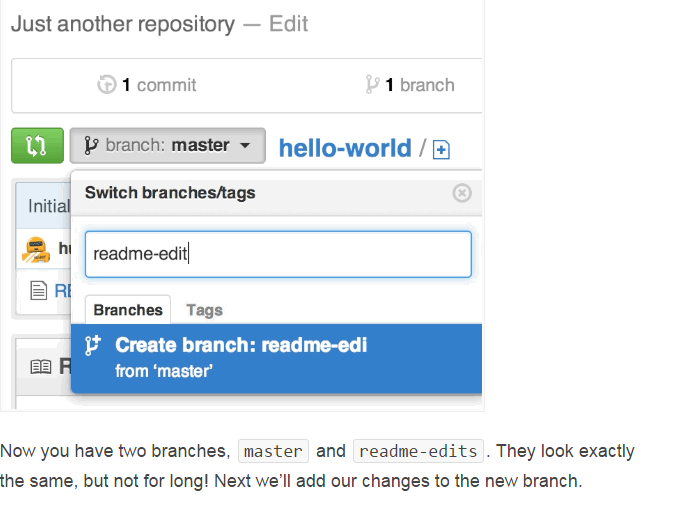 Just another repository — Edit
1 commit
1 branch
branch: master
hello-world /
Switch branches/tags
Initial
readme-edit
Branches
Tags
Create branch: readme-edi
from ‘master’
Now you have two branches, master and readme-edits. They look exactly
the same, but not for long! Next we’ll add our changes to the new branch.